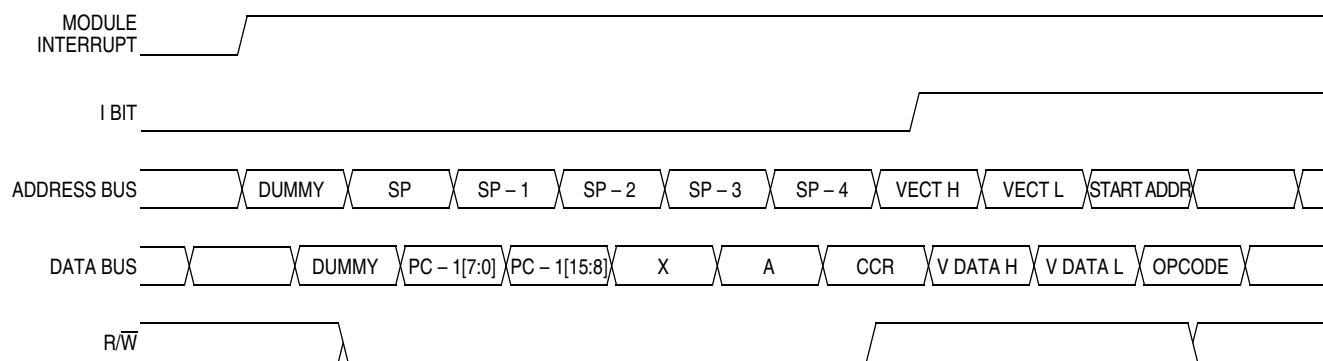 MODULE
INTERRUPT
I BIT
ADDRESS BUS DUMMY SP SP – 1 SP – 2 SP – 3 SP – 4 VECT H VECT L START ADDR
DATA BUS DUMMY PC – 1[7:0] PC – 1[15:8] X A CCR V DATA H V DATA L OPCODE
R/W̅